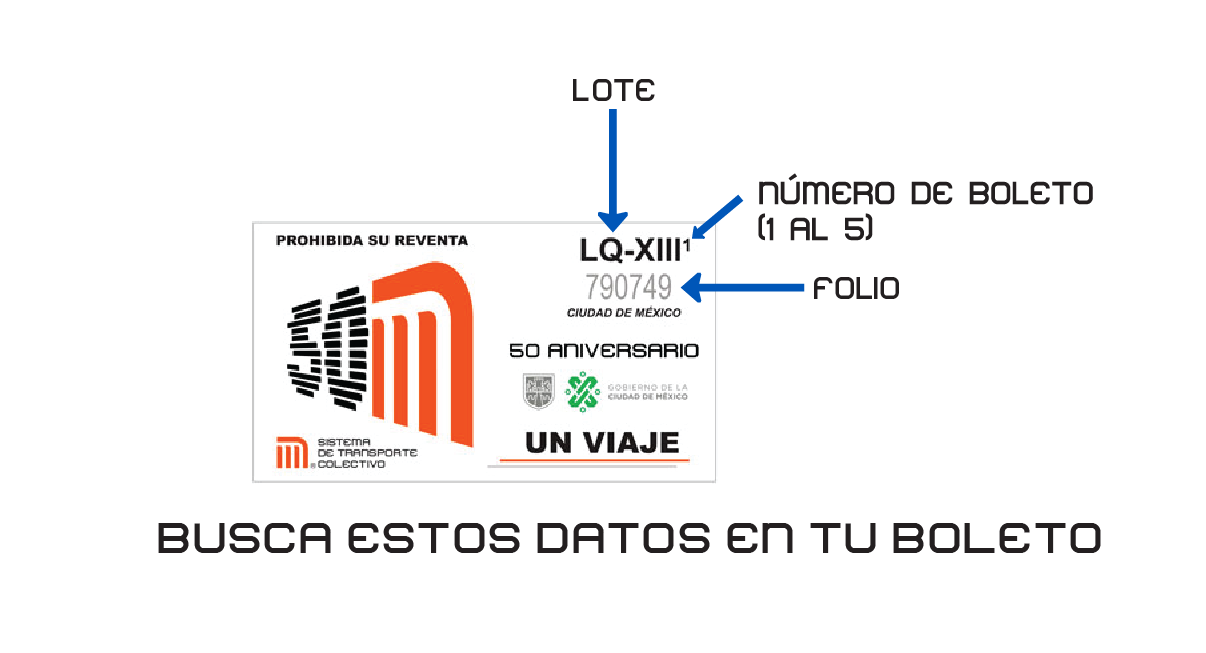 LOTE
NÚMERO DE BOLETO
(1 AL 5)
PROHIBIDA SU REVENTA
LQ-XIII¹
790749
FOLIO
CIUDAD DE MÉXICO
50
50 ANIVERSARIO
GOBIERNO DE LA
CIUDAD DE MÉXICO
UN VIAJE
SISTEMA
DE TRANSPORTE
® COLECTIVO
BUSCA ESTOS DATOS EN TU BOLETO